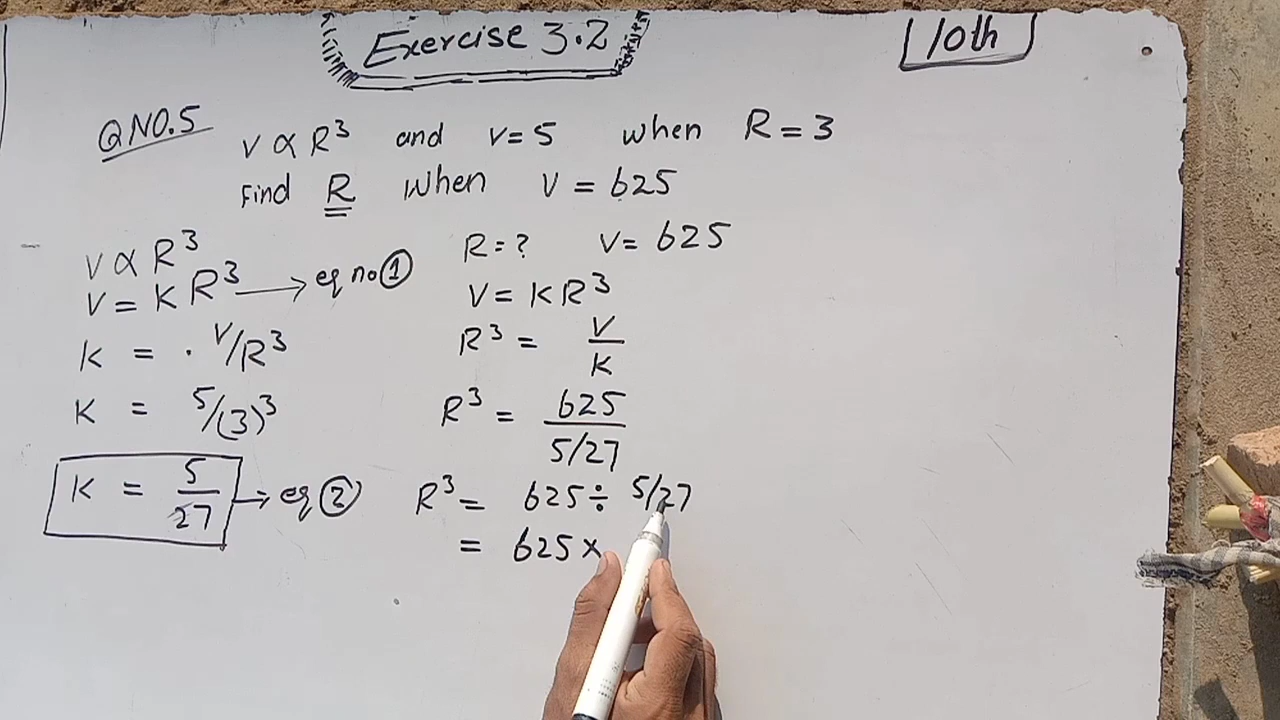 Exercise 3.2
10th
QNO.5
V ∝ R³ and V=5 when R = 3
Find R when V = 625
V ∝ R³
V = K R³ → eq no ①
K = . V/R³
K = 5/(3)³
K = 5/27 → eq ②
R = ? V= 625
V = K R³
R³ = V/K
R³ = 625 / 5/27
R³ = 625 ÷ 5/27
= 625 ×